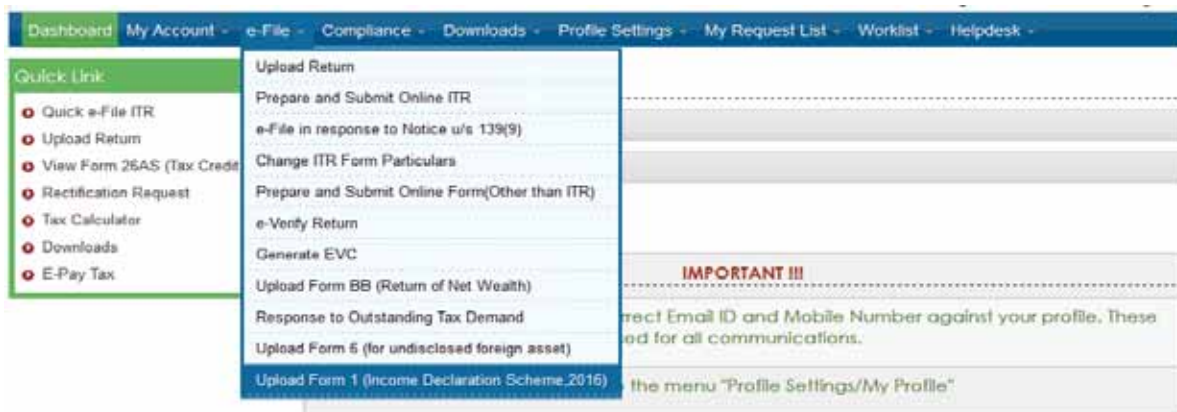 Dashboard My Account e-File Compliance Downloads Profile Settings My Request List Worklist Helpdesk
Quick Link
Quick e-File ITR
Upload Return
View Form 26AS (Tax Credit
Rectification Request
Tax Calculator
Downloads
E-Pay Tax
Upload Return
Prepare and Submit Online ITR
e-File in response to Notice u/s 139(9)
Change ITR Form Particulars
Prepare and Submit Online Form(Other than ITR)
e-Verify Return
Generate EVC
Upload Form BB (Return of Net Wealth)
Response to Outstanding Tax Demand
Upload Form 6 (for undisclosed foreign asset)
Upload Form 1 (Income Declaration Scheme,2016)
IMPORTANT !!!
rrect Email ID and Mobile Number against your profile. These
ed for all communications.
the menu "Profile Settings/My Profile"